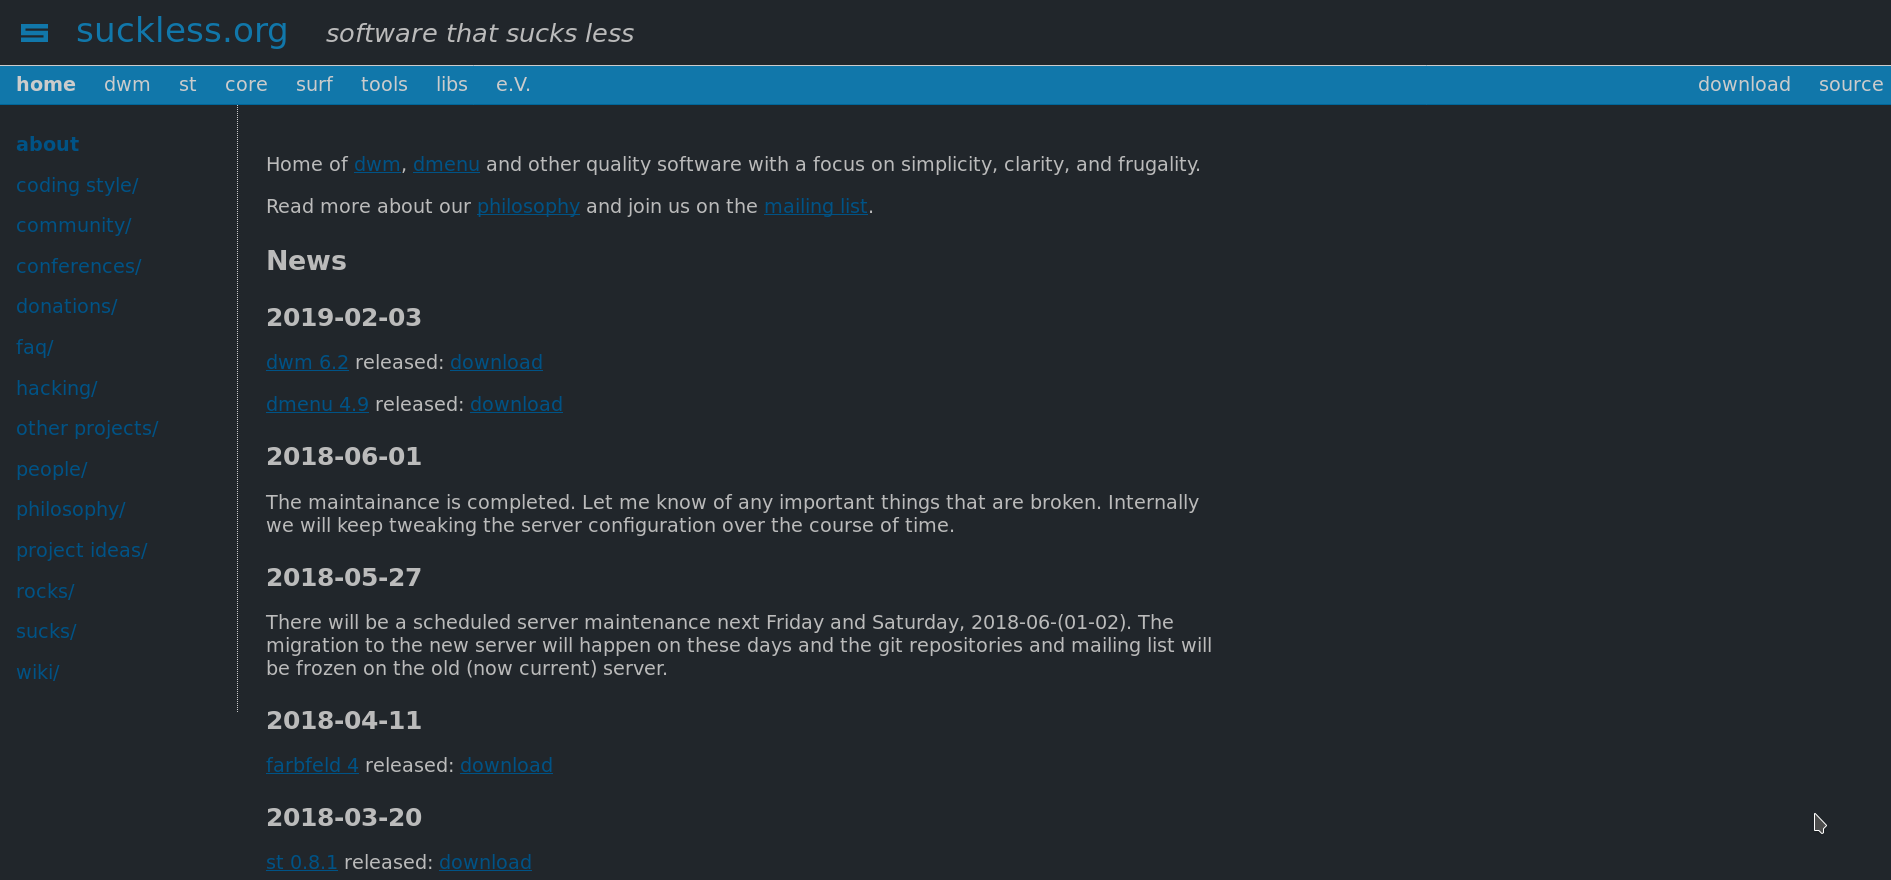 suckless.org software that sucks less
home dwm st core surf tools libs e.V. download source
about
coding style/
community/
conferences/
donations/
faq/
hacking/
other projects/
people/
philosophy/
project ideas/
rocks/
sucks/
wiki/
Home of dwm, dmenu and other quality software with a focus on simplicity, clarity, and frugality.
Read more about our philosophy and join us on the mailing list.
News
2019-02-03
dwm 6.2 released: download
dmenu 4.9 released: download
2018-06-01
The maintainance is completed. Let me know of any important things that are broken. Internally
we will keep tweaking the server configuration over the course of time.
2018-05-27
There will be a scheduled server maintenance next Friday and Saturday, 2018-06-(01-02). The
migration to the new server will happen on these days and the git repositories and mailing list will
be frozen on the old (now current) server.
2018-04-11
farbfeld 4 released: download
2018-03-20
st 0.8.1 released: download